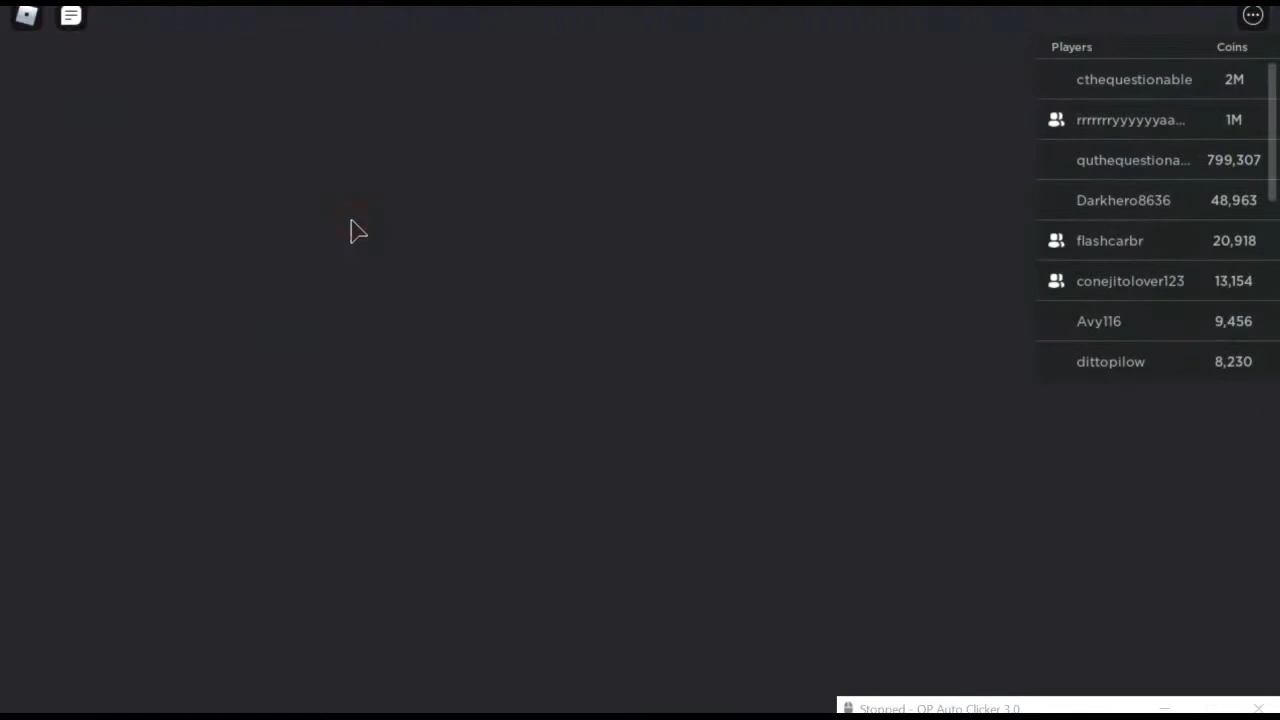 Players Coins
cthequestionable 2M
rrrrrrryyyyyyaa... 1M
quthequestiona... 799,307
Darkhero8636 48,963
flashcarbr 20,918
conejitolover123 13,154
Avy116 9,456
dittopilow 8,230
Stopped - OP Auto Clicker 3.0